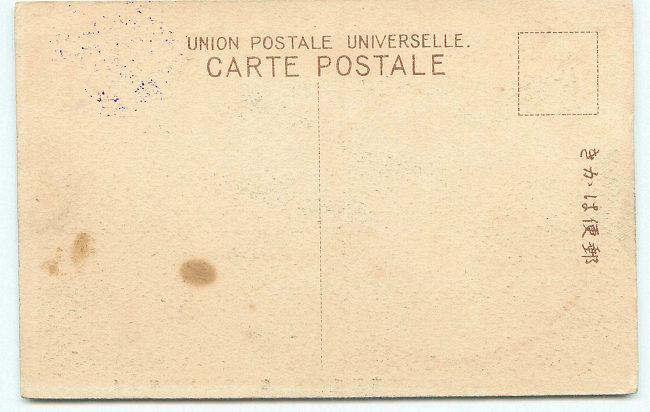 UNION POSTALE UNIVERSELLE.
CARTE POSTALE
郵便はかき